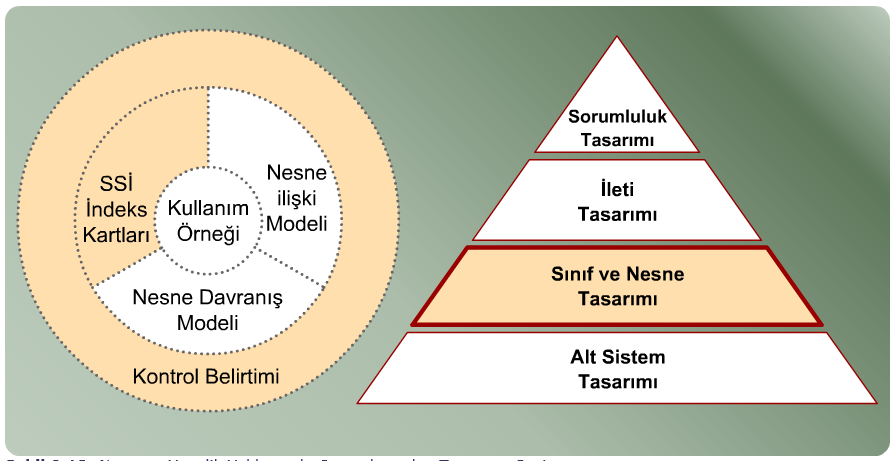 SSİ
İndeks
Kartları
Kullanım
Örneği
Nesne
ilişki
Modeli
Nesne Davranış
Modeli
Kontrol Belirtimi
Sorumluluk
Tasarımı
İleti
Tasarımı
Sınıf ve Nesne
Tasarımı
Alt Sistem
Tasarımı